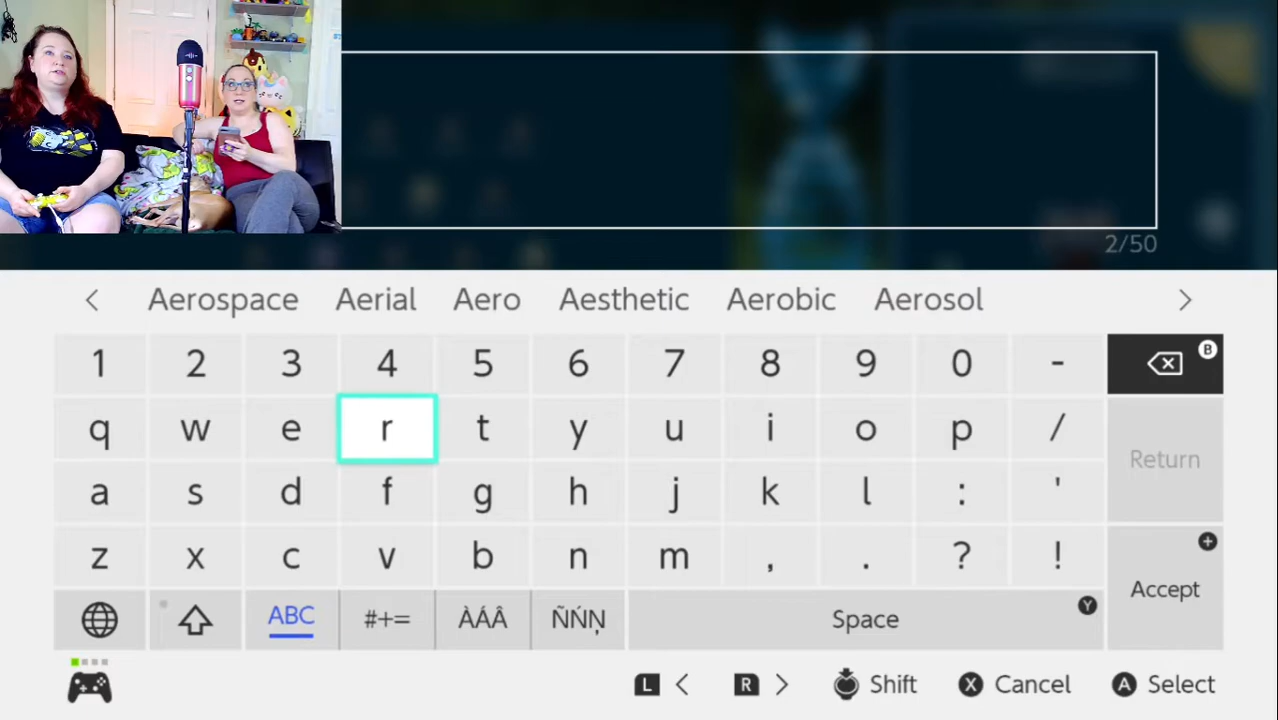 2/50
< Aerospace Aerial Aero Aesthetic Aerobic Aerosol >
1 2 3 4 5 6 7 8 9 0 - B
q w e r t y u i o p /
Return
a s d f g h j k l : '
z x c v b n m , . ? ! +
Accept
ABC #+= ÀÁÂ ÑŃŅ Space Y
L < R > Shift X Cancel A Select